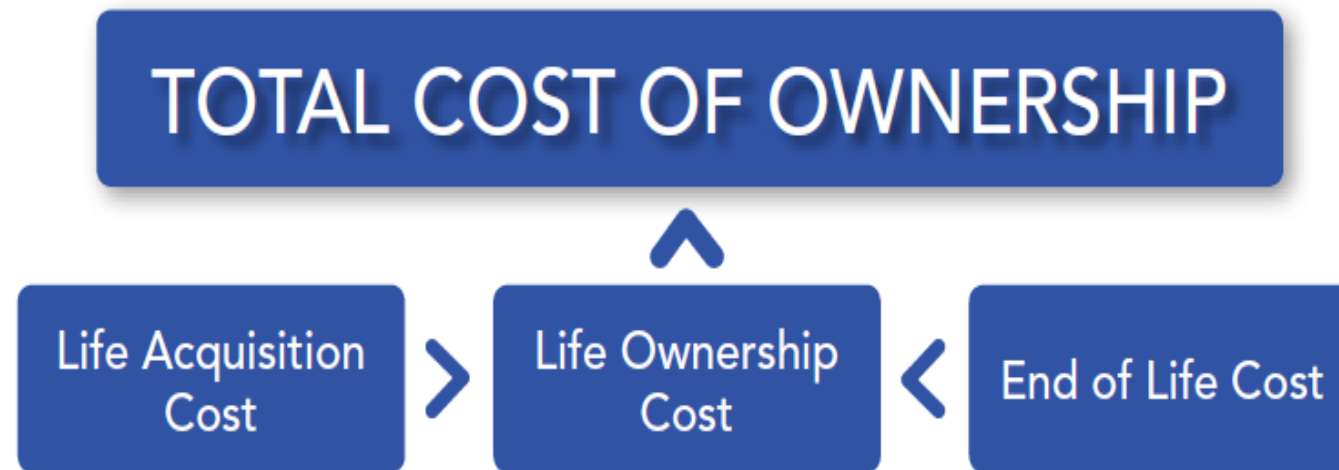 TOTAL COST OF OWNERSHIP
Life Acquisition
Cost
Life Ownership
Cost
End of Life Cost